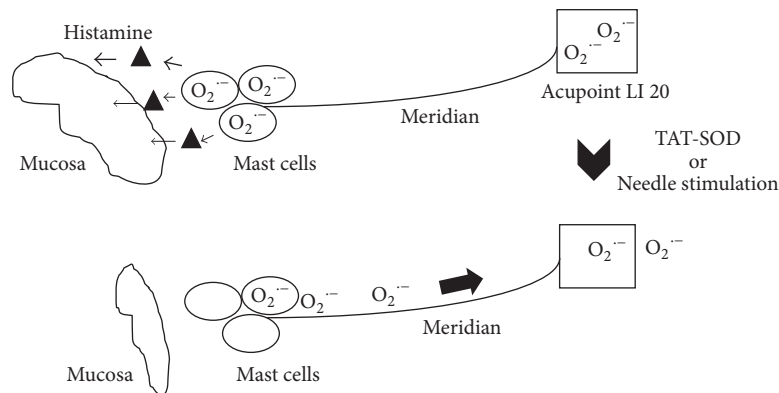 Histamine
O₂·⁻
O₂·⁻
O₂·⁻ O₂·⁻
O₂·⁻
Acupoint LI 20
Meridian
Mucosa
Mast cells
TAT-SOD
or
Needle stimulation
O₂·⁻ O₂·⁻
O₂·⁻ O₂·⁻ O₂·⁻
Meridian
Mucosa
Mast cells